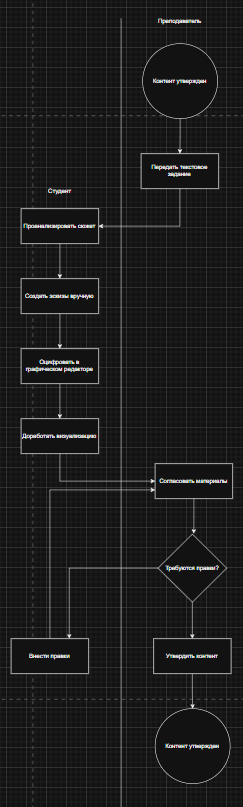 Преподаватель
Контент утвержден
Передать текстовое
задание
Студент
Проанализировать сюжет
Создать эскизы вручную
Оцифровать в
графическом редакторе
Доработать визуализацию
Согласовать материалы
Требуются правки?
Внести правки
Утвердить контент
Контент утвержден